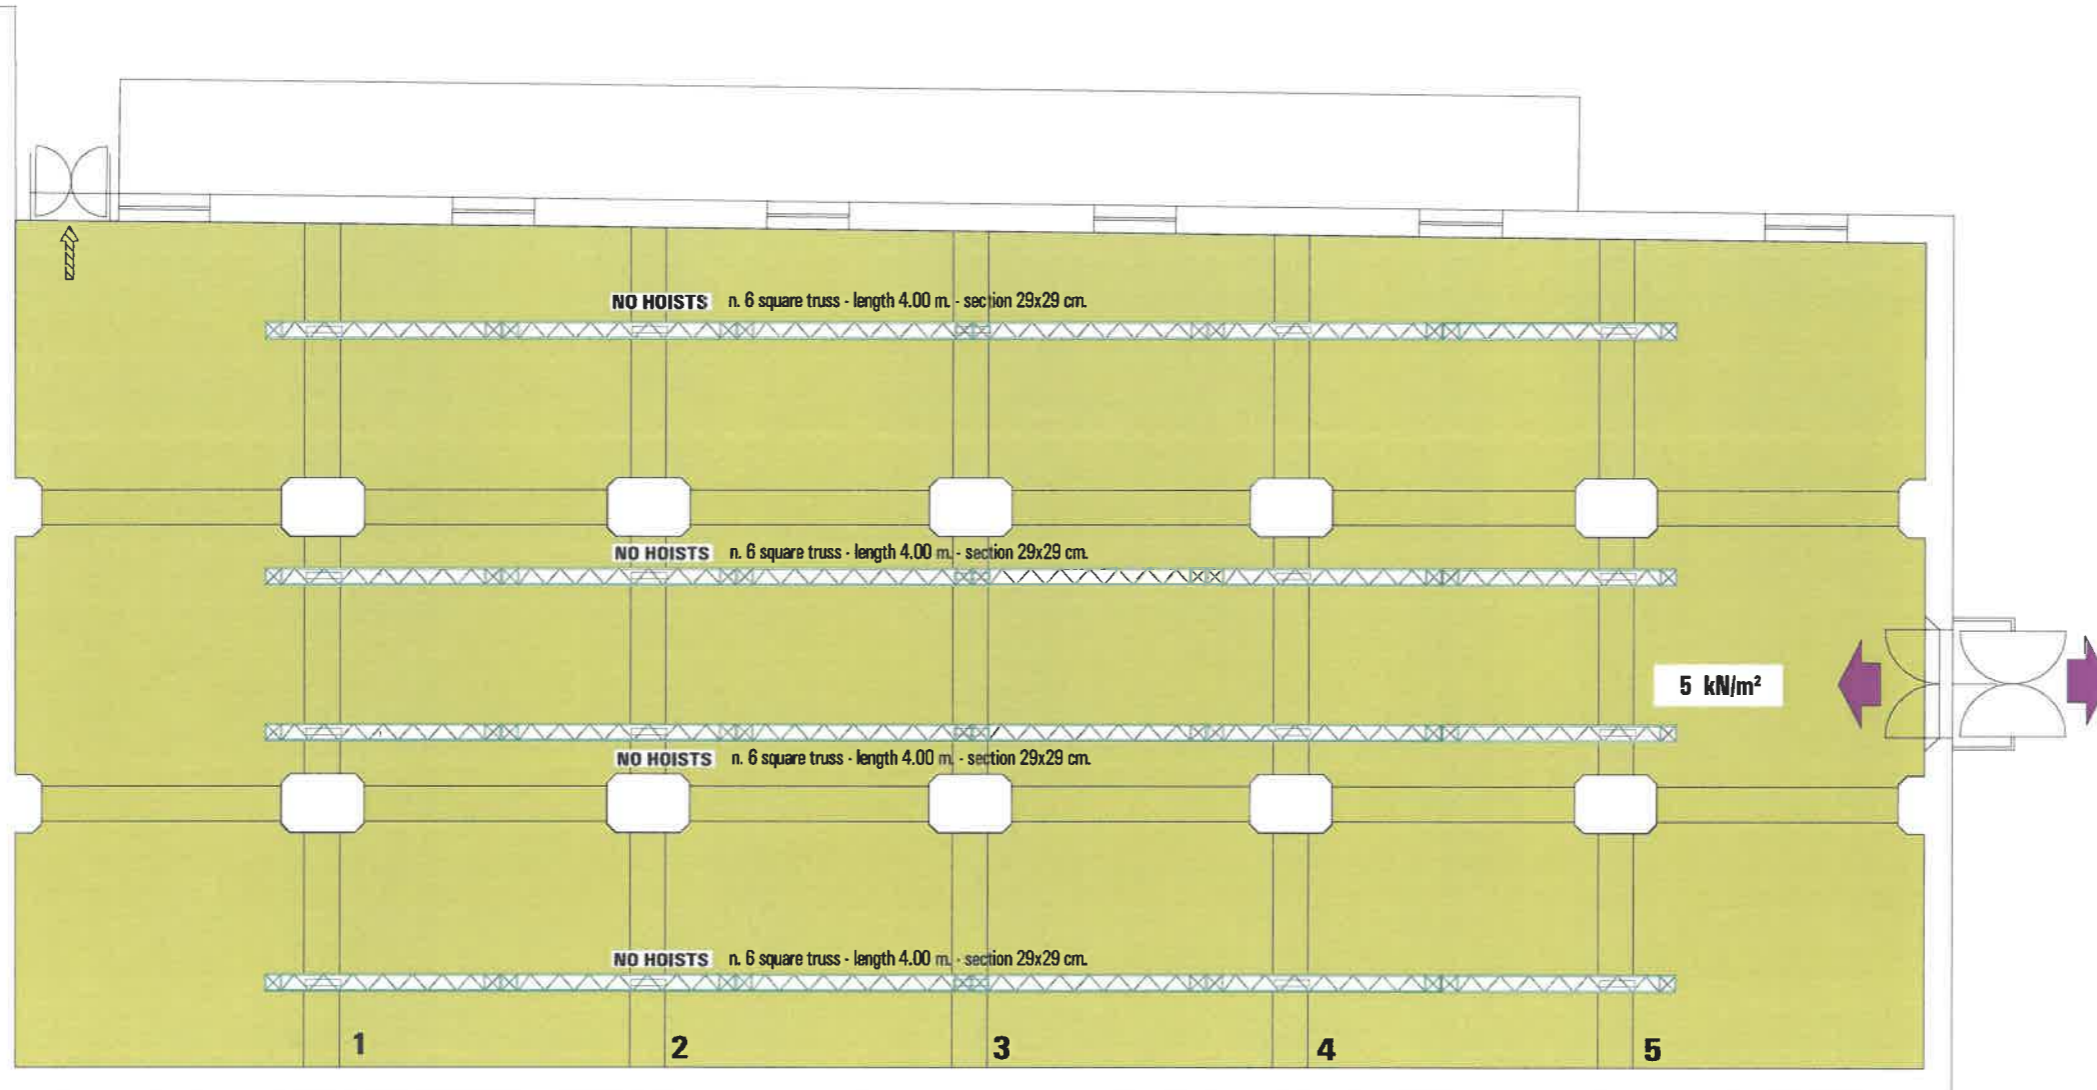 NO HOISTS n. 6 square truss - length 4.00 m. - section 29x29 cm.
NO HOISTS n. 6 square truss - length 4.00 m. - section 29x29 cm.
5 kN/m²
NO HOISTS n. 6 square truss - length 4.00 m. - section 29x29 cm.
NO HOISTS n. 6 square truss - length 4.00 m. - section 29x29 cm.
1 2 3 4 5